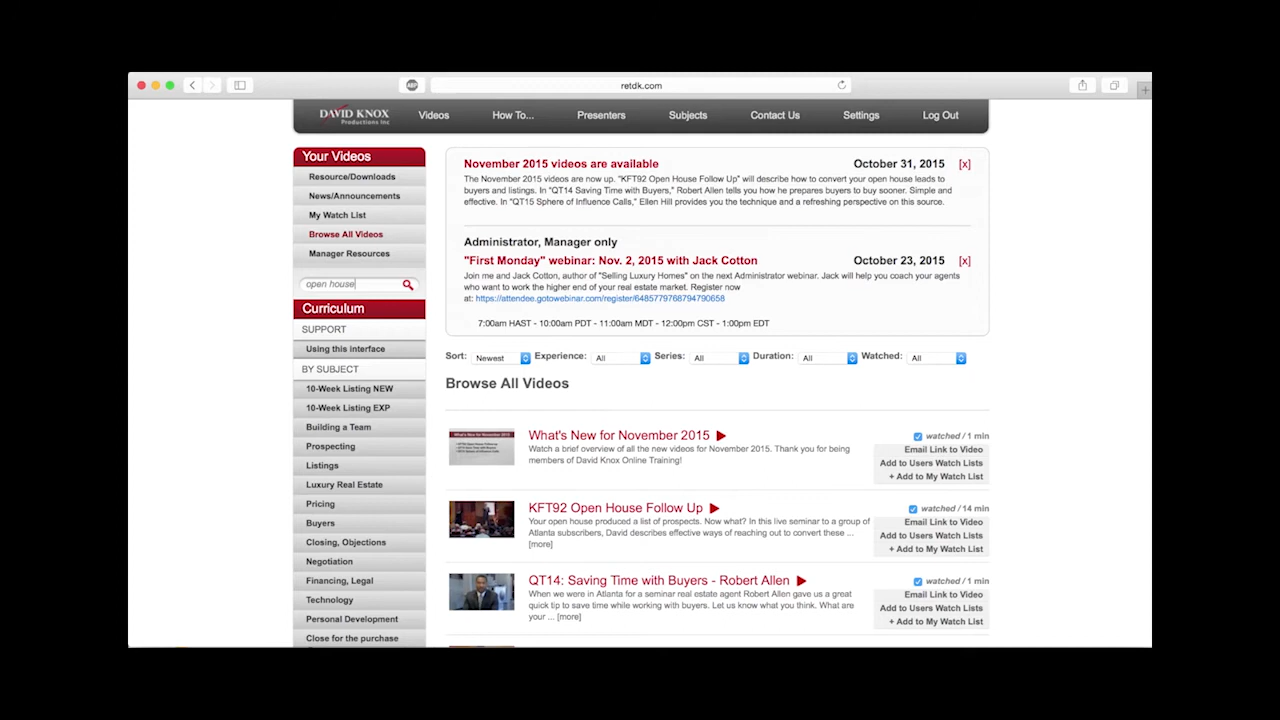 ABP
retdk.com
DAVID KNOX
Productions Inc
Videos
How To...
Presenters
Subjects
Contact Us
Settings
Log Out
Your Videos
Resource/Downloads
News/Announcements
My Watch List
Browse All Videos
Manager Resources
open house
Curriculum
SUPPORT
Using this interface
BY SUBJECT
10-Week Listing NEW
10-Week Listing EXP
Building a Team
Prospecting
Listings
Luxury Real Estate
Pricing
Buyers
Closing, Objections
Negotiation
Financing, Legal
Technology
Personal Development
Close for the purchase
November 2015 videos are available October 31, 2015 [x]
The November 2015 videos are now up. "KFT92 Open House Follow Up" will describe how to convert your open house leads to
buyers and listings. In "QT14 Saving Time with Buyers," Robert Allen tells you how he prepares buyers to buy sooner. Simple and
effective. In "QT15 Sphere of Influence Calls," Ellen Hill provides you the technique and a refreshing perspective on this source.
Administrator, Manager only
"First Monday" webinar: Nov. 2, 2015 with Jack Cotton October 23, 2015 [x]
Join me and Jack Cotton, author of "Selling Luxury Homes" on the next Administrator webinar. Jack will help you coach your agents
who want to work the higher end of your real estate market. Register now
at: https://attendee.gotowebinar.com/register/6485779768794790658
7:00am HAST - 10:00am PDT - 11:00am MDT - 12:00pm CST - 1:00pm EDT
Sort: Newest Experience: All Series: All Duration: All Watched: All
Browse All Videos
What's New for November 2015
Watch a brief overview of all the new videos for November 2015. Thank you for being
members of David Knox Online Training!
watched / 1 min
Email Link to Video
Add to Users Watch Lists
+ Add to My Watch List
KFT92 Open House Follow Up
Your open house produced a list of prospects. Now what? In this live seminar to a group of
Atlanta subscribers, David describes effective ways of reaching out to convert these ...
[more]
watched / 14 min
Email Link to Video
Add to Users Watch Lists
+ Add to My Watch List
QT14: Saving Time with Buyers - Robert Allen
When we were in Atlanta for a seminar real estate agent Robert Allen gave us a great
quick tip to save time while working with buyers. Let us know what you think. What are
your ... [more]
watched / 1 min
Email Link to Video
Add to Users Watch Lists
+ Add to My Watch List